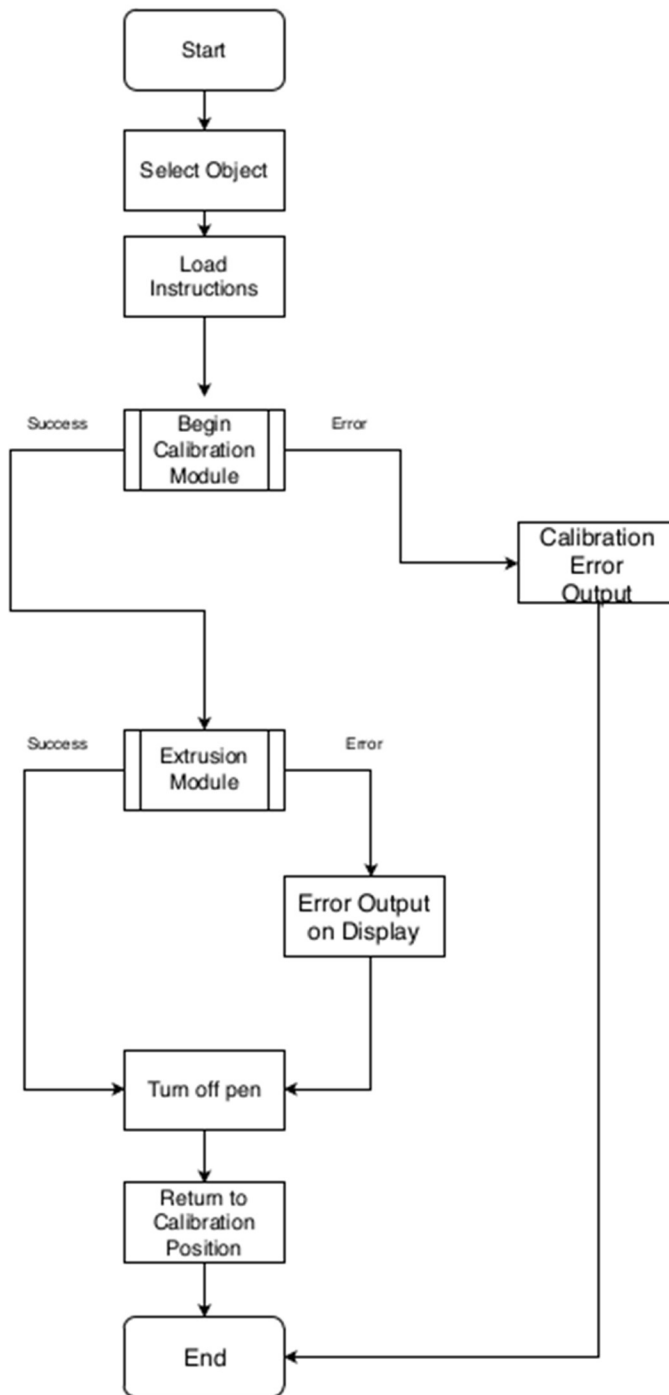 Start
Select Object
Load
Instructions
Success
Begin
Calibration
Module
Error
Calibration
Error
Output
Success
Extrusion
Module
Error
Error Output
on Display
Turn off pen
Return to
Calibration
Position
End